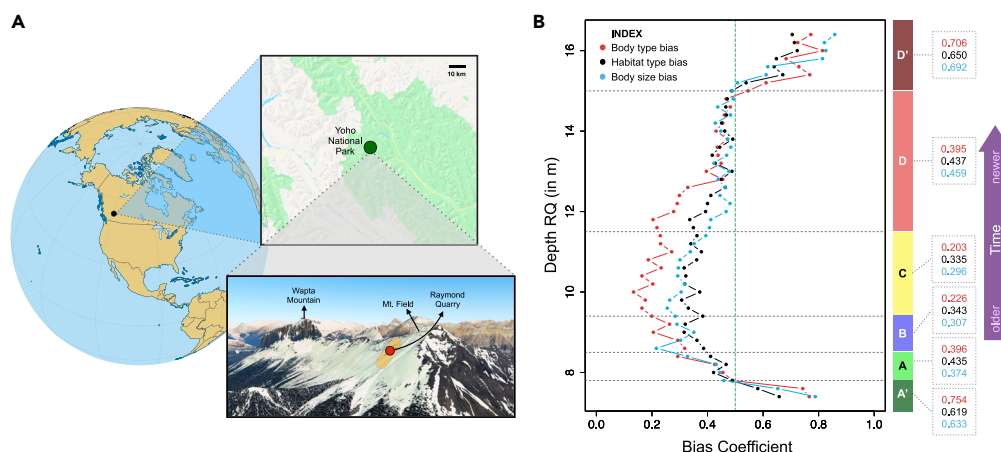 A
10 km
Yoho
National
Park
Wapta
Mountain
Mt. Field
Raymond
Quarry
B
INDEX
Body type bias
Habitat type bias
Body size bias
Depth RQ (in m)
16
14
12
10
8
0.0 0.2 0.4 0.6 0.8 1.0
Bias Coefficient
D'
0.706
0.650
0.692
D
0.395
0.437
0.459
C
0.203
0.335
0.296
B
0.226
0.343
0.307
A
0.396
0.435
0.374
A'
0.754
0.619
0.633
older Time newer